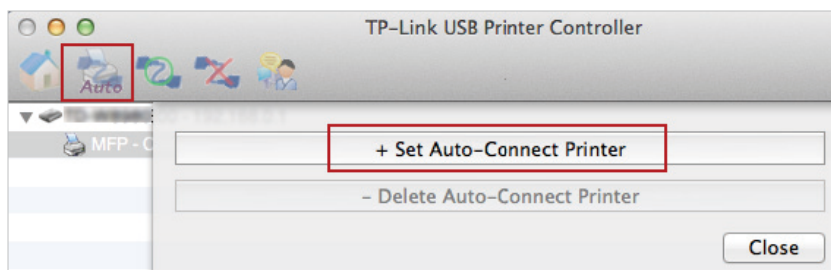 TP-Link USB Printer Controller
Auto
MFP - C
+ Set Auto-Connect Printer
- Delete Auto-Connect Printer
Close